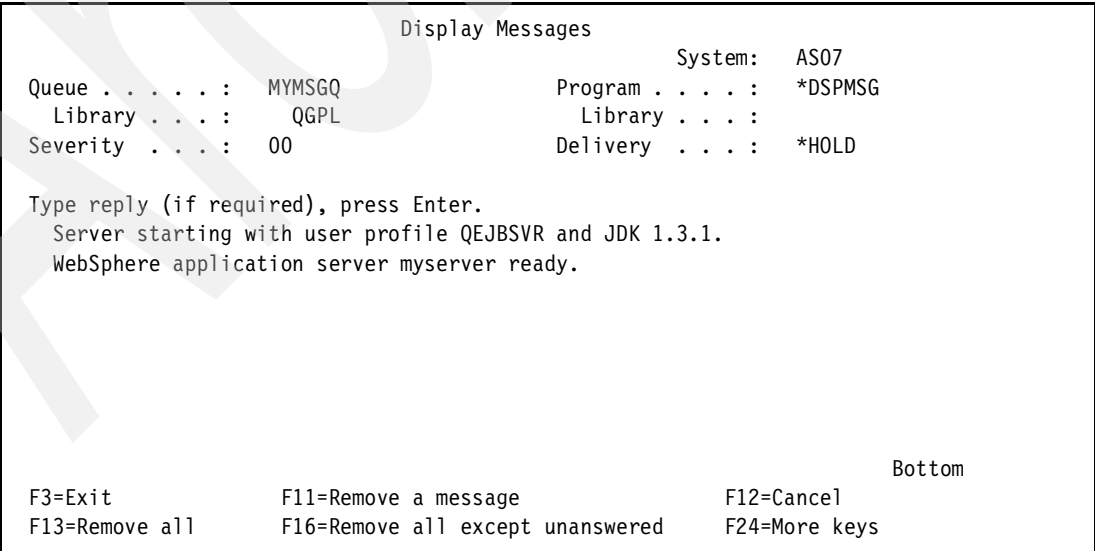 Display Messages
System: AS07
Queue . . . . . : MYMSGQ Program . . . . : *DSPMSG
Library . . . : QGPL Library . . . :
Severity . . . : 00 Delivery . . . : *HOLD
Type reply (if required), press Enter.
Server starting with user profile QEJBSVR and JDK 1.3.1.
WebSphere application server myserver ready.
Bottom
F3=Exit F11=Remove a message F12=Cancel
F13=Remove all F16=Remove all except unanswered F24=More keys